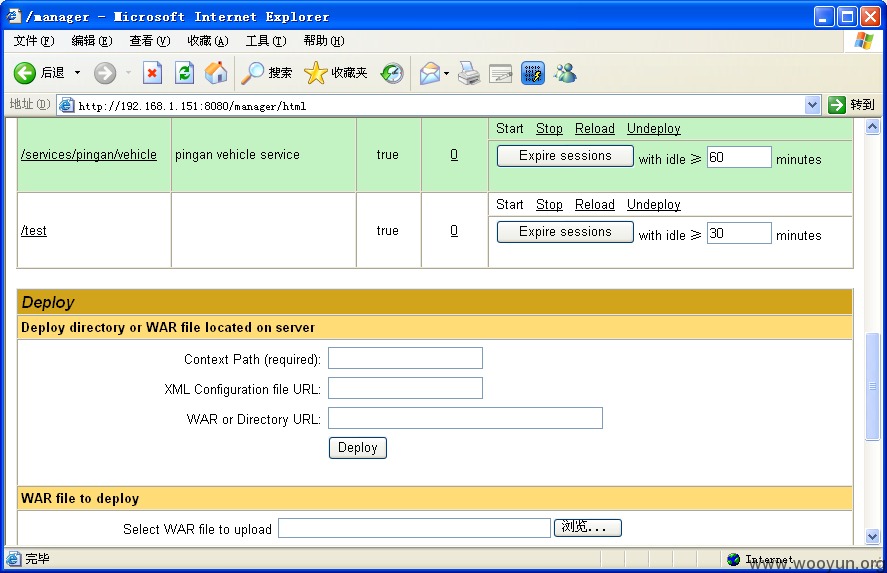 /manager - Microsoft Internet Explorer
文件(F) 编辑(E) 查看(V) 收藏(A) 工具(T) 帮助(H)
后退 搜索 收藏夹
地址(D) http://192.168.1.151:8080/manager/html 转到
Start Stop Reload Undeploy
/services/pingan/vehicle pingan vehicle service true 0
Expire sessions with idle ≥ 60 minutes
Start Stop Reload Undeploy
/test true 0
Expire sessions with idle ≥ 30 minutes
Deploy
Deploy directory or WAR file located on server
Context Path (required):
XML Configuration file URL:
WAR or Directory URL:
Deploy
WAR file to deploy
Select WAR file to upload 浏览...
完毕 Internet
www.wooyun.org